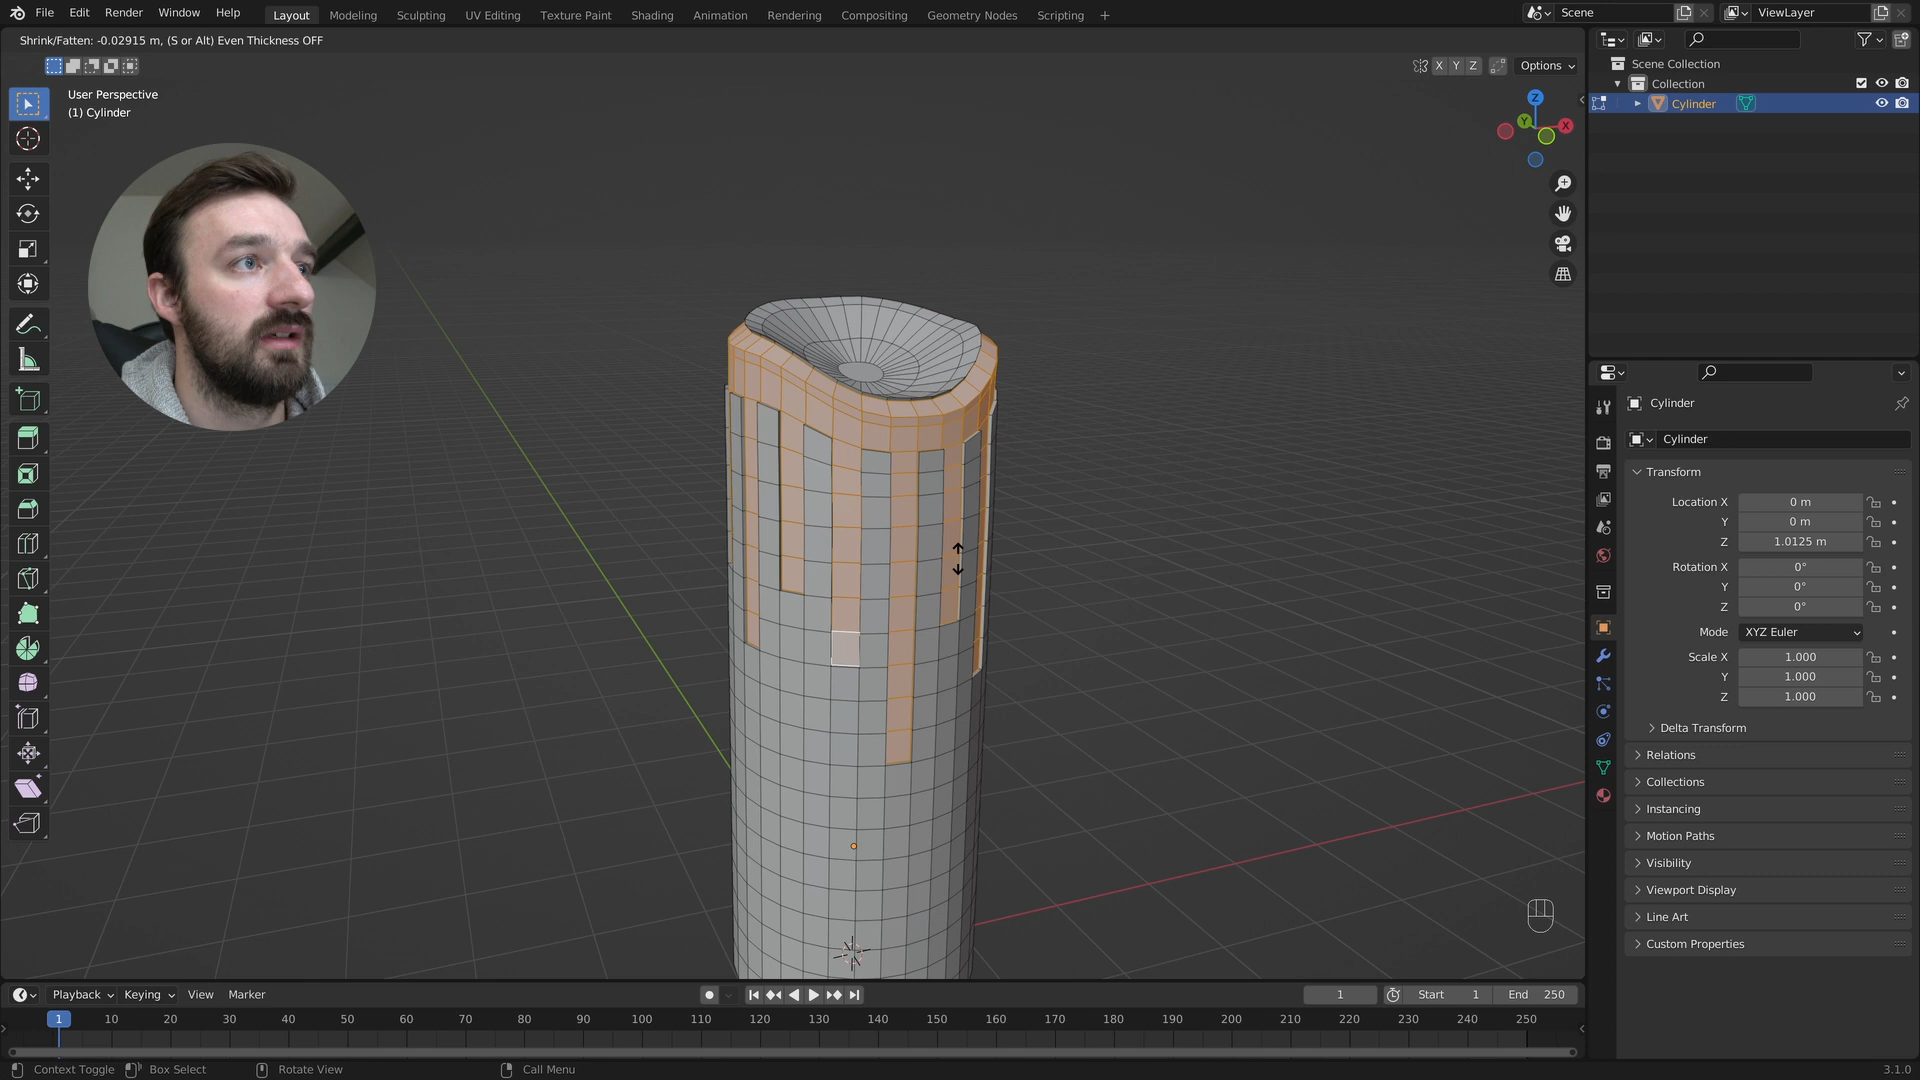 File Edit Render Window Help Layout Modeling Sculpting UV Editing Texture Paint Shading Animation Rendering Compositing Geometry Nodes Scripting + Scene ViewLayer
Shrink/Fatten: -0.02915 m, (S or Alt) Even Thickness OFF
X Y Z Options
User Perspective
(1) Cylinder
Z
Y X
Scene Collection
Collection
Cylinder
Cylinder
Cylinder
Transform
Location X 0 m
Y 0 m
Z 1.0125 m
Rotation X 0°
Y 0°
Z 0°
Mode XYZ Euler
Scale X 1.000
Y 1.000
Z 1.000
Delta Transform
Relations
Collections
Instancing
Motion Paths
Visibility
Viewport Display
Line Art
Custom Properties
Playback Keying View Marker 1 Start 1 End 250
1 10 20 30 40 50 60 70 80 90 100 110 120 130 140 150 160 170 180 190 200 210 220 230 240 250
Context Toggle Box Select Rotate View Call Menu 3.1.0